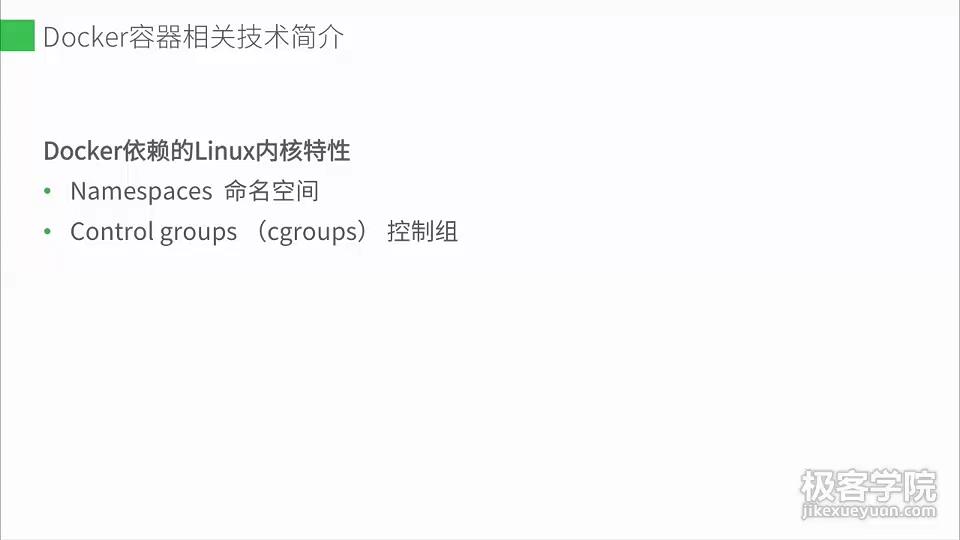 Docker容器相关技术简介
Docker依赖的Linux内核特性
• Namespaces 命名空间
• Control groups （cgroups） 控制组
极客学院
jikexueyuan.com